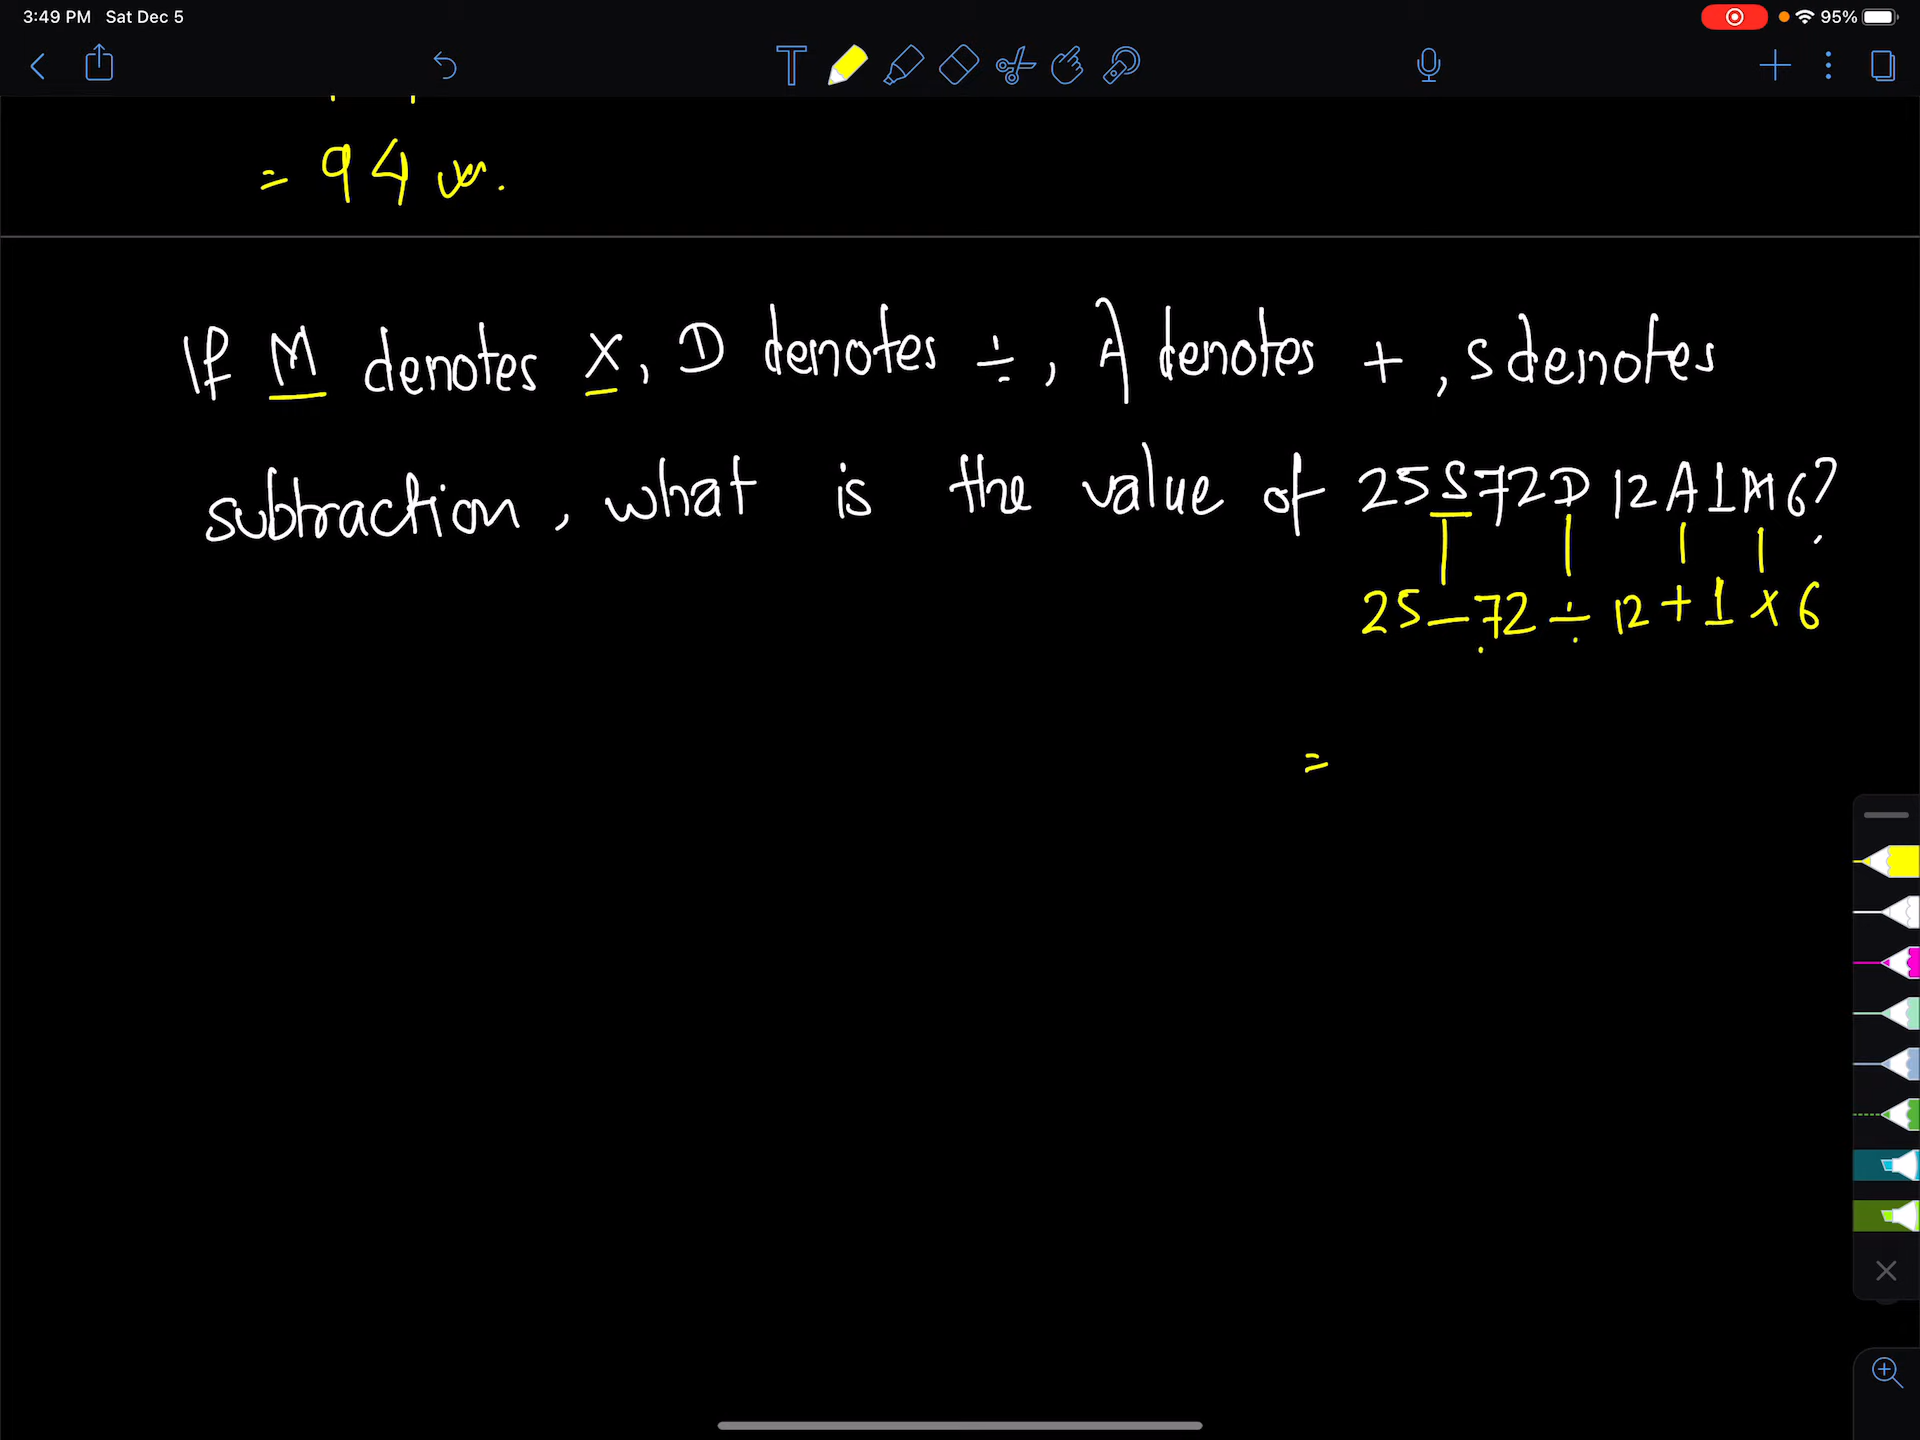 3:49 PM Sat Dec 5
95%
= 94
If M denotes X, D denotes ÷, A denotes +, S denotes
subtraction, what is the value of 25S72D12A1M6?
25 – 72 ÷ 12 + 1 × 6
=